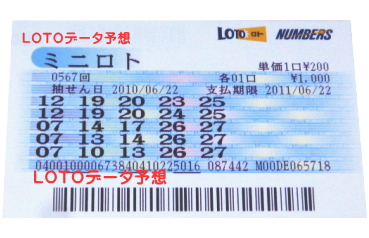 LOTOデータ予想
LOTO ロト NUMBERS
ミニロト
単価1口¥200
0567回 各01口 ¥1,000
抽せん日 2010/06/22 支払期限 2011/06/22
12 19 20 23 25
12 19 20 24 25
07 14 17 26 27
07 13 14 26 27
07 10 13 26 27
040010000673840410225016 087442 M00DE065718
LOTOデータ予想